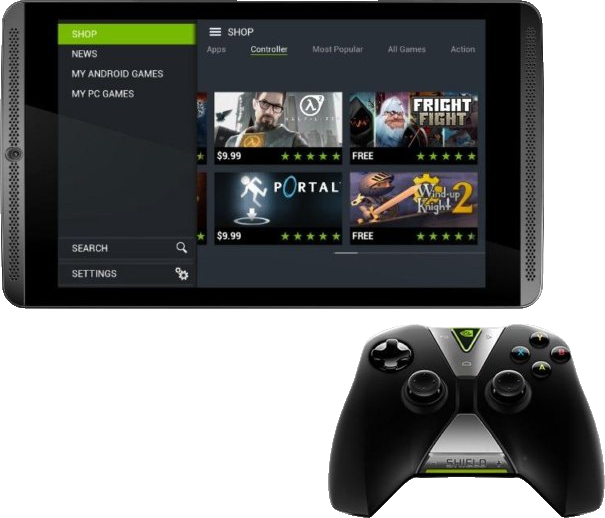 SHOP
NEWS
MY ANDROID GAMES
MY PC GAMES
SEARCH
SETTINGS
SHOP
Apps Controller Most Popular All Games Action
$9.99
FRIGHT
FIGHT
FREE
PORTAL
$9.99
Wind-up
Knight 2
FREE
Y
X B
A
SHIELD